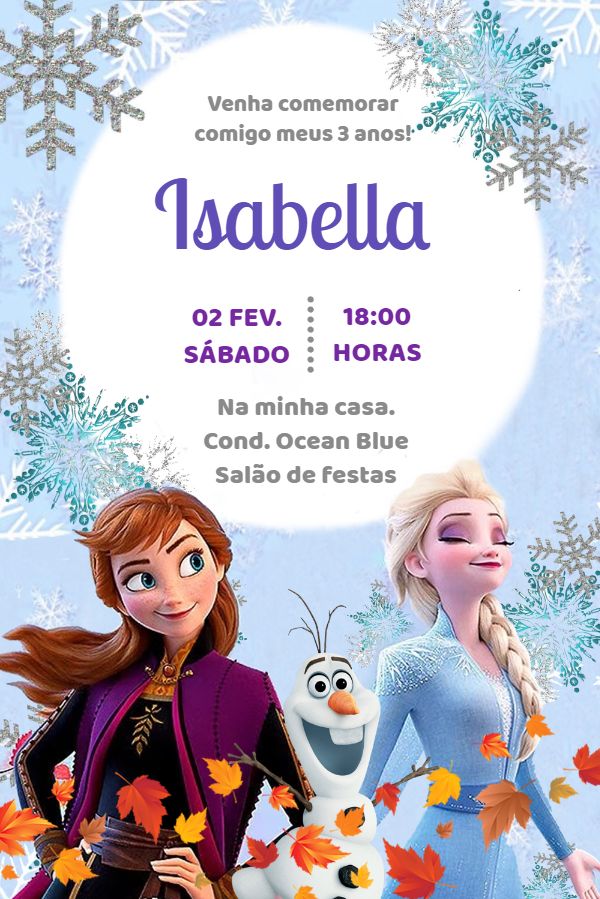 Venha comemorar
comigo meus 3 anos!
Isabella
02 FEV.
SÁBADO
18:00
HORAS
Na minha casa.
Cond. Ocean Blue
Salão de festas